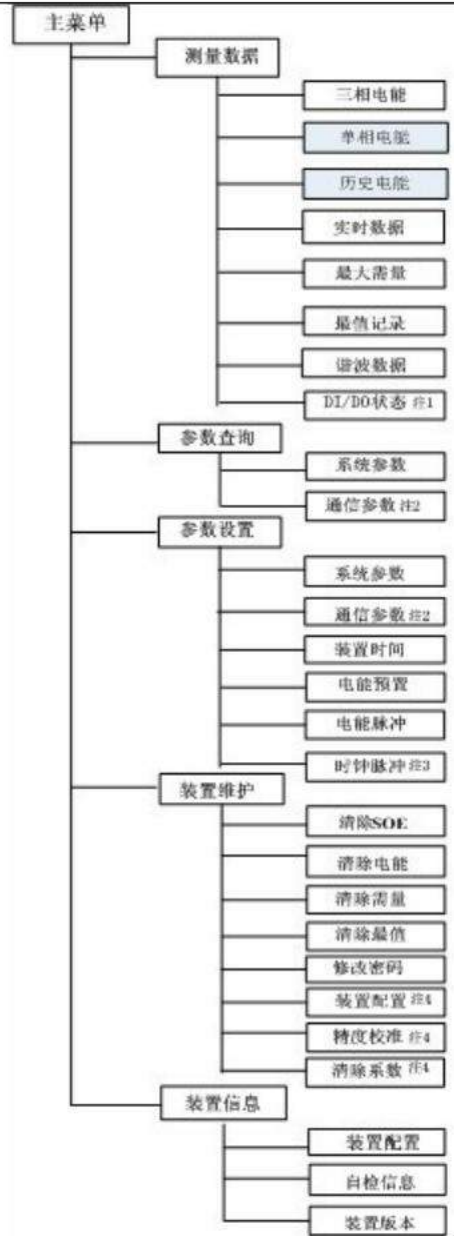 主菜单
测量数据
三相电能
单相电能
历史电能
实时数据
最大需量
最值记录
谐波数据
DI/DO状态 注1
参数查询
系统参数
通信参数 注2
参数设置
系统参数
通信参数 注2
装置时间
电能预置
电能脉冲
时钟脉冲 注3
装置维护
清除SOE
清除电能
清除需量
清除最值
修改密码
装置配置 注4
精度校准 注4
清除系数 注4
装置信息
装置配置
自检信息
装置版本